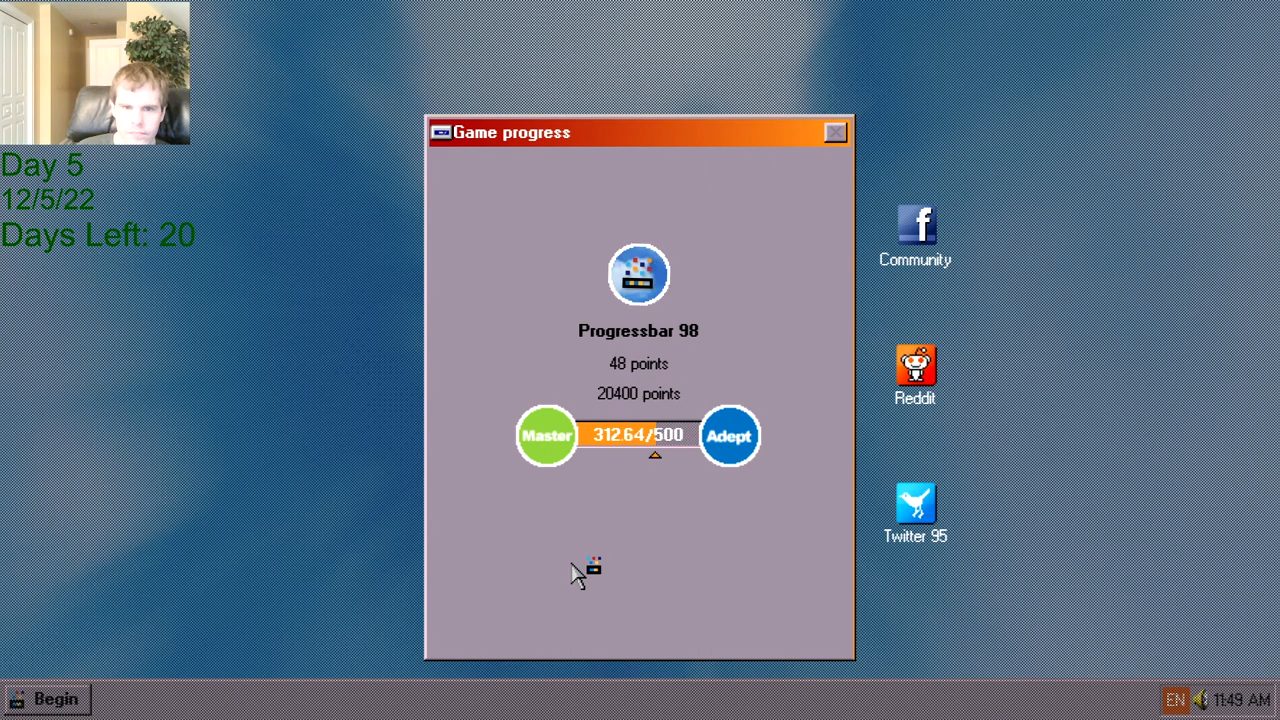 Day 5
12/5/22
Days Left: 20
Game progress
Progressbar 98
48 points
20400 points
Master
312.64/500
Adept
Community
Reddit
Twitter 95
Begin
EN
11:49 AM